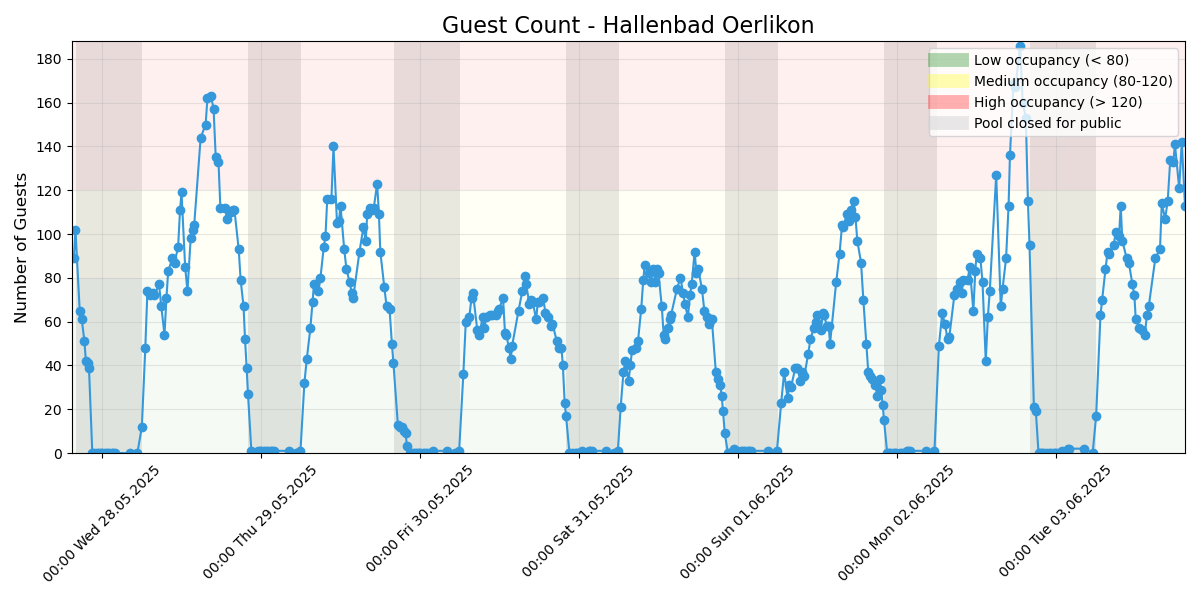 Guest Count - Hallenbad Oerlikon
Number of Guests
180
160
140
120
100
80
60
40
20
0
Low occupancy (< 80)
Medium occupancy (80-120)
High occupancy (> 120)
Pool closed for public
00:00 Wed 28.05.2025
00:00 Thu 29.05.2025
00:00 Fri 30.05.2025
00:00 Sat 31.05.2025
00:00 Sun 01.06.2025
00:00 Mon 02.06.2025
00:00 Tue 03.06.2025